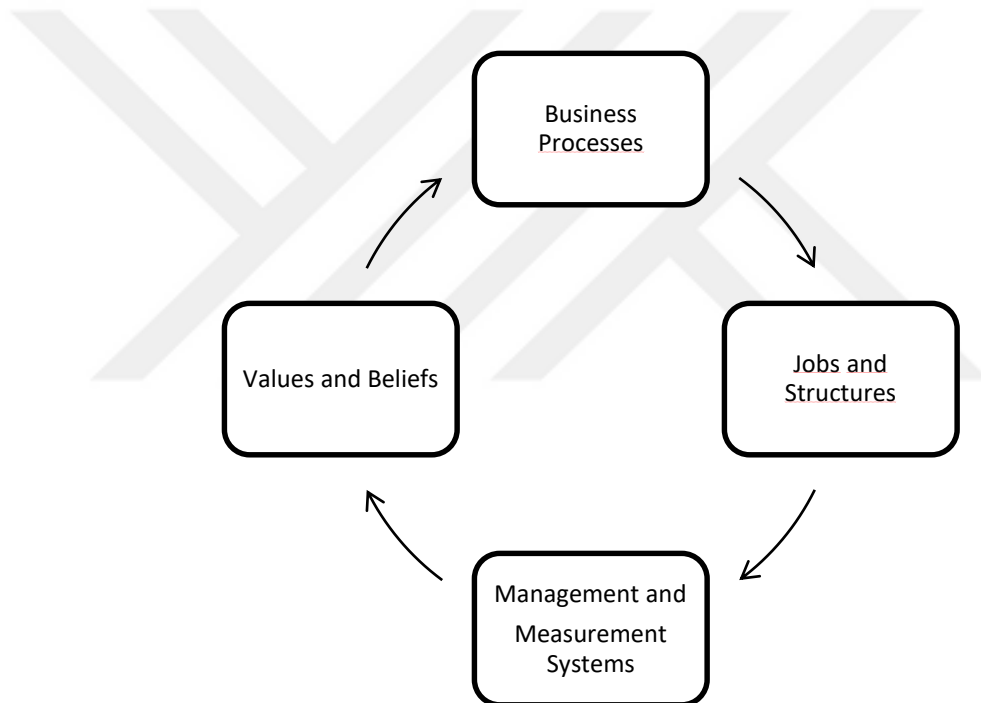 Business
Processes
Values and Beliefs
Jobs and
Structures
Management and
Measurement
Systems